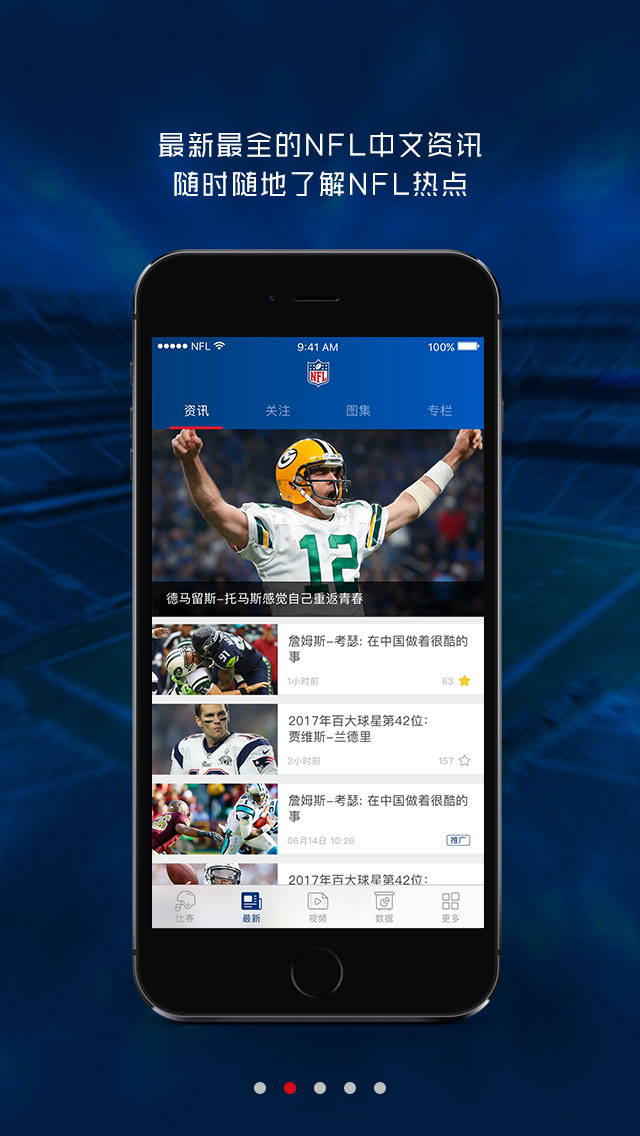 最新最全的NFL中文资讯
随时随地了解NFL热点
NFL 9:41 AM 100%
NFL
资讯 关注 图集 专栏
G
12
德马留斯-托马斯感觉自己重返青春
詹姆斯-考瑟: 在中国做着很酷的
事
1小时前 63
2017年百大球星第42位:
贾维斯-兰德里
2小时前 157
詹姆斯-考瑟: 在中国做着很酷的
事
06月14日 10:26 推广
2017年百大球星第42位:
比赛 最新 视频 数据 更多